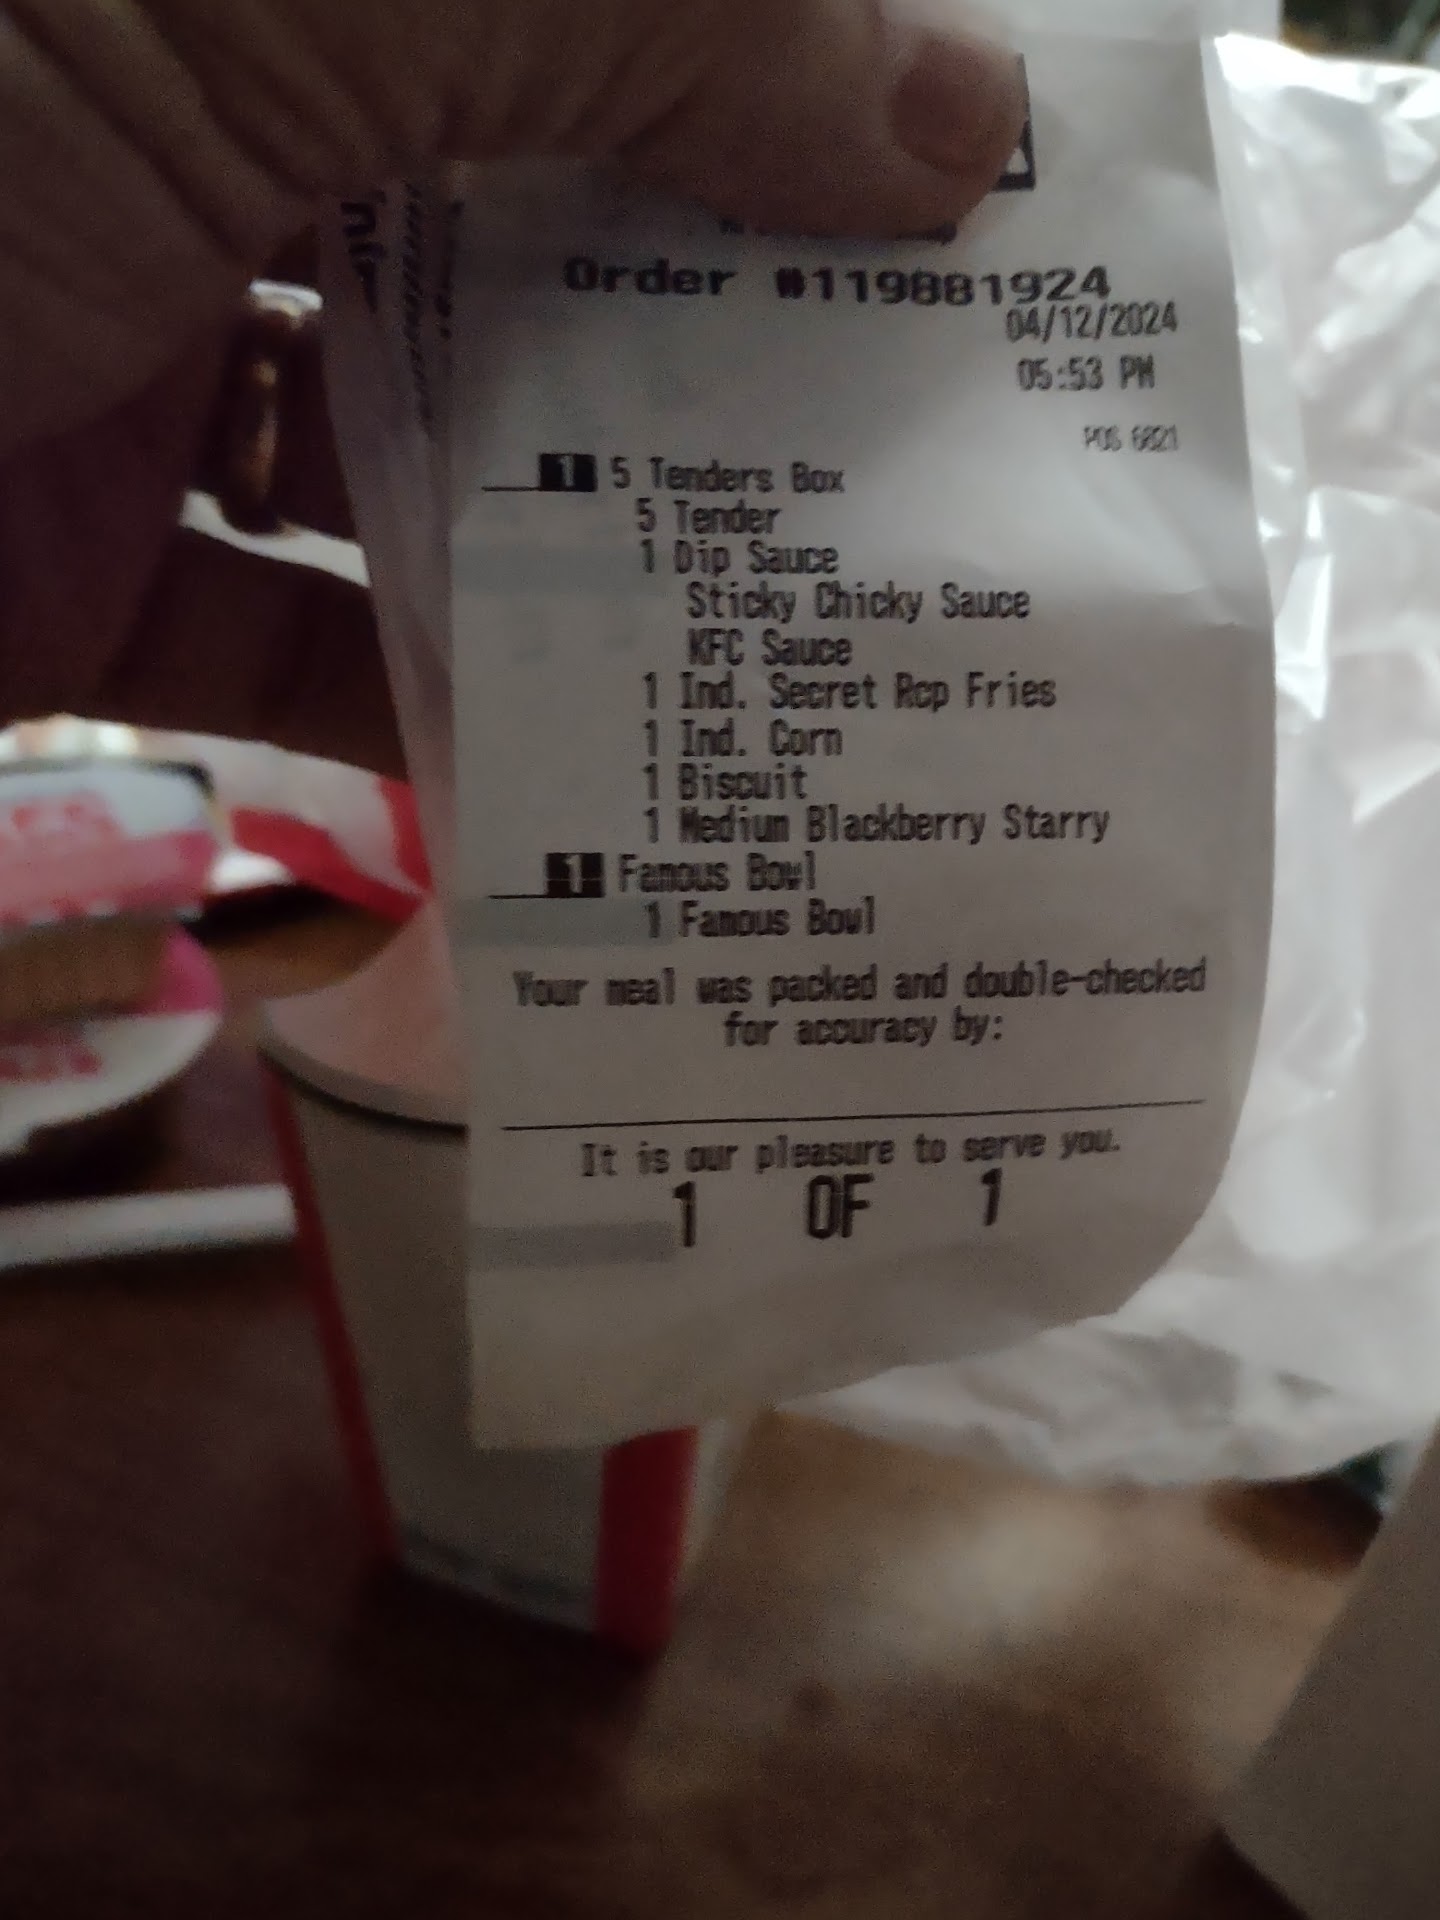 Order #119881924
04/12/2024
05:53 PM
POS 6821
1 5 Tenders Box
5 Tender
1 Dip Sauce
Sticky Chicky Sauce
KFC Sauce
1 Ind. Secret Rcp Fries
1 Ind. Corn
1 Biscuit
1 Medium Blackberry Starry
1 Famous Bowl
1 Famous Bowl
Your meal was packed and double-checked
for accuracy by:
It is our pleasure to serve you.
1 OF 1